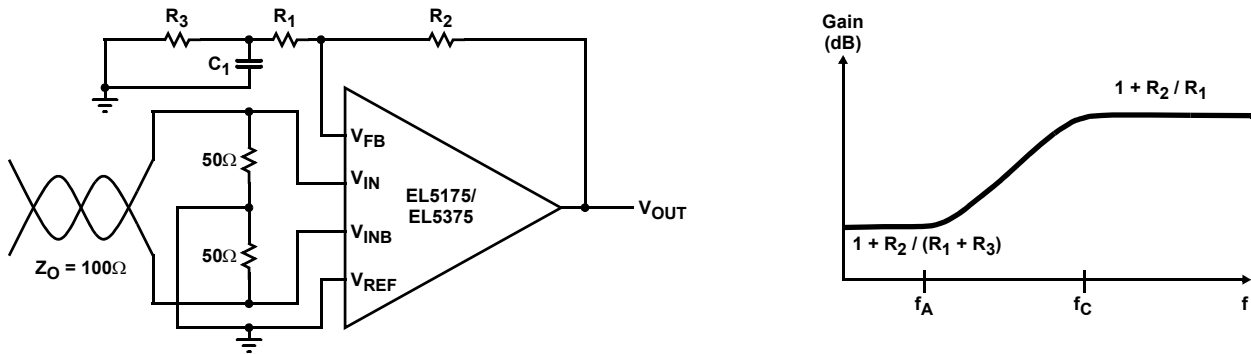 R3
R1
R2
C1
VFB
50Ω
VIN
EL5175/
EL5375
VOUT
VINB
50Ω
ZO = 100Ω
VREF
Gain
(dB)
1 + R2 / R1
1 + R2 / (R1 + R3)
fA
fC
f